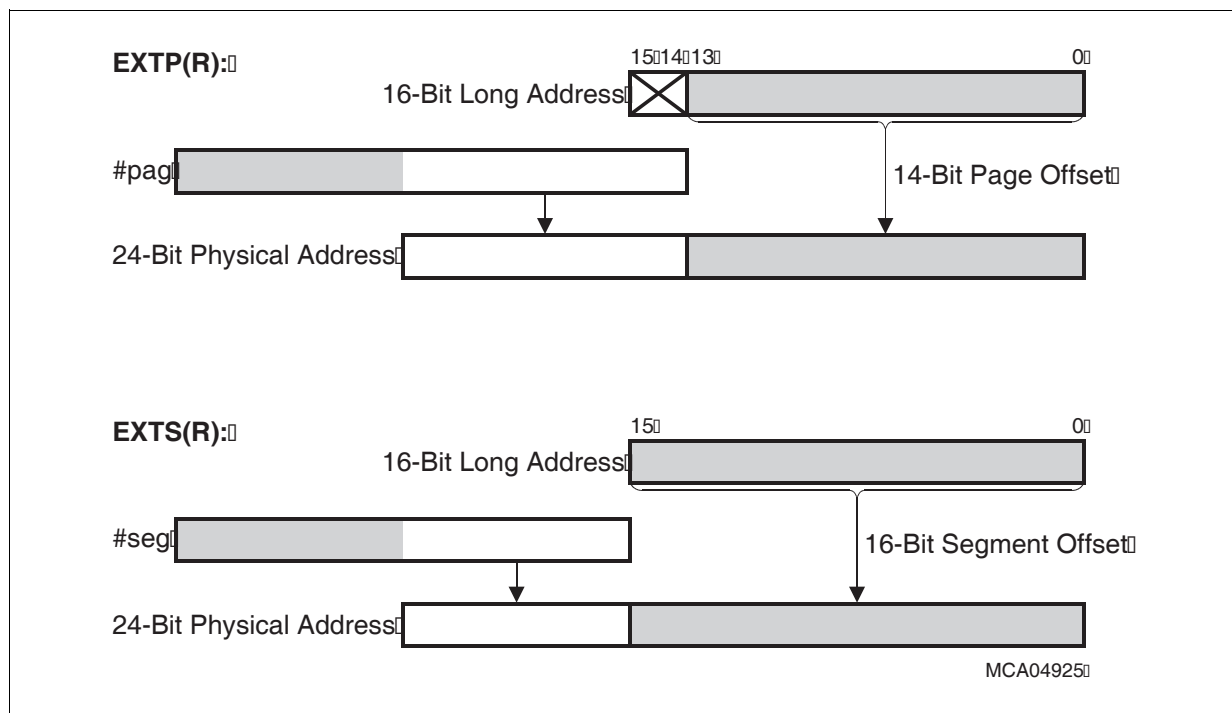 EXTP(R):▯
15▯14▯13▯ 0▯
16-Bit Long Address▯
#pag▯
14-Bit Page Offset▯
24-Bit Physical Address▯
EXTS(R):▯
15▯ 0▯
16-Bit Long Address▯
#seg▯
16-Bit Segment Offset▯
24-Bit Physical Address▯
MCA04925▯